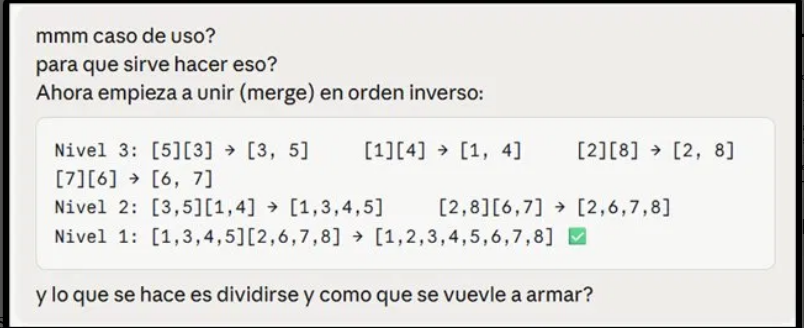 mmm caso de uso?
para que sirve hacer eso?
Ahora empieza a unir (merge) en orden inverso:
Nivel 3: [5][3] → [3, 5]     [1][4] → [1, 4]     [2][8] → [2, 8]
[7][6] → [6, 7]
Nivel 2: [3,5][1,4] → [1,3,4,5]     [2,8][6,7] → [2,6,7,8]
Nivel 1: [1,3,4,5][2,6,7,8] → [1,2,3,4,5,6,7,8] ✅
y lo que se hace es dividirse y como que se vuevle a armar?